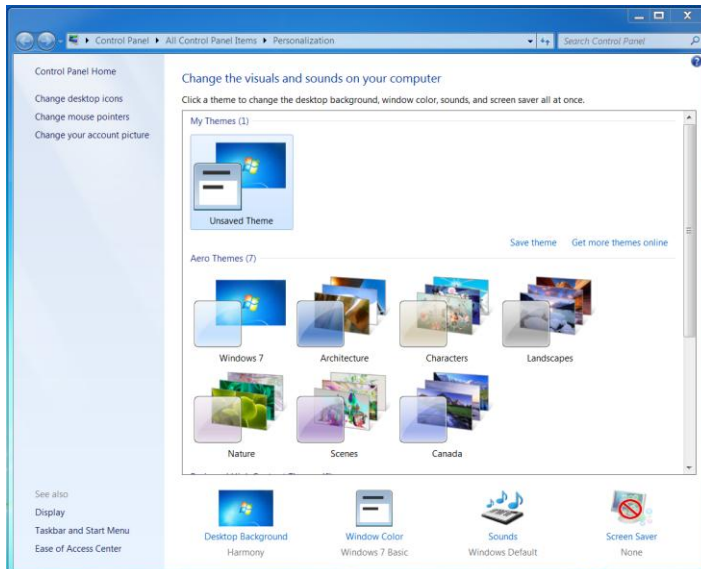 Control Panel ▸ All Control Panel Items ▸ Personalization
Search Control Panel
Control Panel Home
Change desktop icons
Change mouse pointers
Change your account picture
Change the visuals and sounds on your computer
Click a theme to change the desktop background, window color, sounds, and screen saver all at once.
My Themes (1)
Unsaved Theme
Save theme Get more themes online
Aero Themes (7)
Windows 7 Architecture Characters Landscapes
Nature Scenes Canada
See also
Display
Taskbar and Start Menu
Ease of Access Center
Desktop Background Window Color Sounds Screen Saver
Harmony Windows 7 Basic Windows Default None